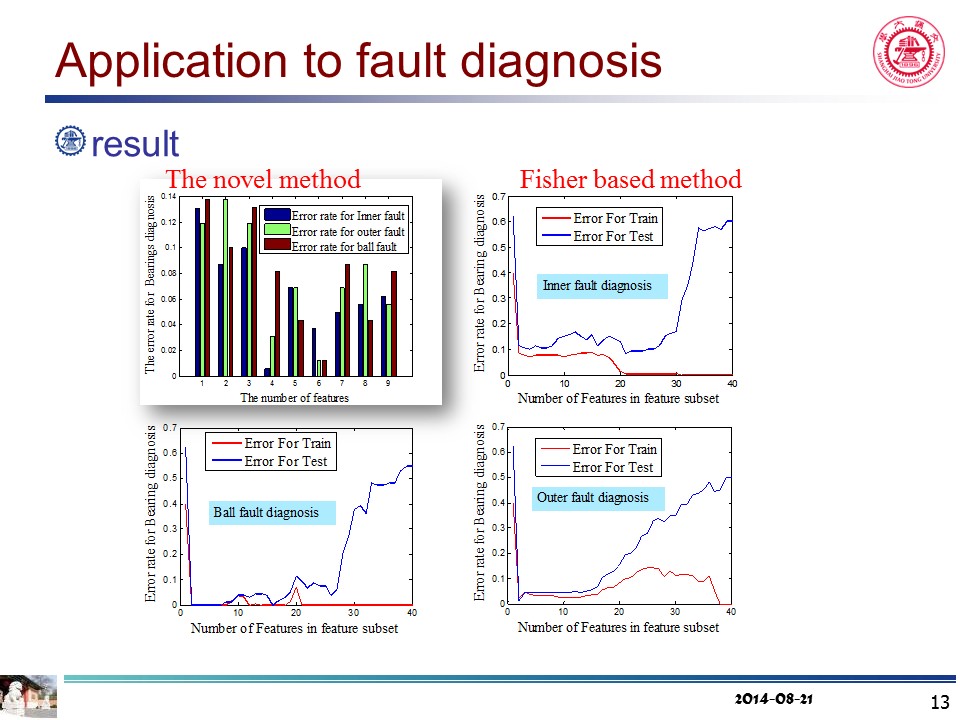 Application to fault diagnosis
SHANGHAI JIAO TONG UNIVERSITY
1896
result
The novel method
Fisher based method
The error rate for Bearings diagnosis
0.14
0.12
0.1
0.08
0.06
0.04
0.02
0
Error rate for Inner fault
Error rate for outer fault
Error rate for ball fault
1 2 3 4 5 6 7 8 9
The number of features
Error rate for Bearing diagnosis
0.7
0.6
0.5
0.4
0.3
0.2
0.1
0
Error For Train
Error For Test
Inner fault diagnosis
0 10 20 30 40
Number of Features in feature subset
Error rate for Bearing diagnosis
0.7
0.6
0.5
0.4
0.3
0.2
0.1
0
Error For Train
Error For Test
Ball fault diagnosis
0 10 20 30 40
Number of Features in feature subset
Error rate for Bearing diagnosis
0.7
0.6
0.5
0.4
0.3
0.2
0.1
0
Error For Train
Error For Test
Outer fault diagnosis
0 10 20 30 40
Number of Features in feature subset
2014-08-21
13